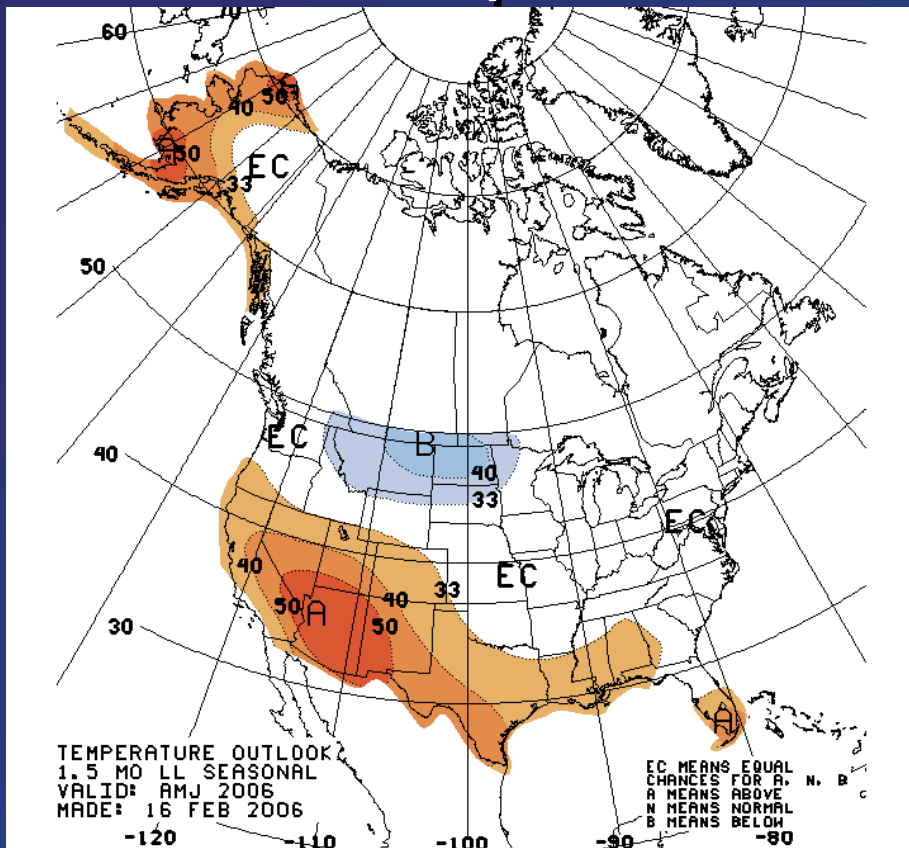 60
70
50
40
50
33
EC
50
EC
B
40
33
40
EC
40
EC
33
40
50
A
50
30
A
TEMPERATURE OUTLOOK
1.5 MO LL SEASONAL
VALID: AMJ 2006
MADE: 16 FEB 2006
EC MEANS EQUAL
CHANCES FOR A, N, B
A MEANS ABOVE
N MEANS NORMAL
B MEANS BELOW
-120
-110
-100
-90
-80